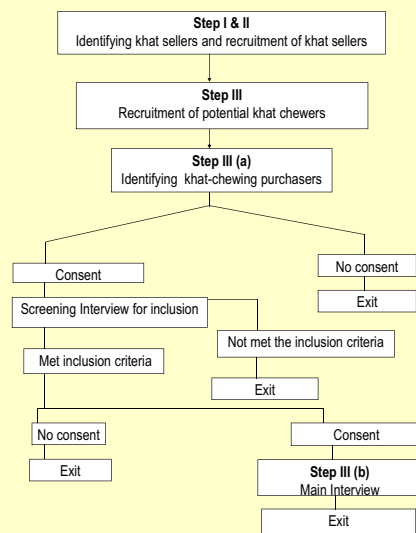 Step I & II
Identifying khat sellers and recruitment of khat sellers
Step III
Recruitment of potential khat chewers
Step III (a)
Identifying khat-chewing purchasers
Consent
No consent
Exit
Screening Interview for inclusion
Not met the inclusion criteria
Exit
Met inclusion criteria
No consent
Exit
Consent
Step III (b)
Main Interview
Exit